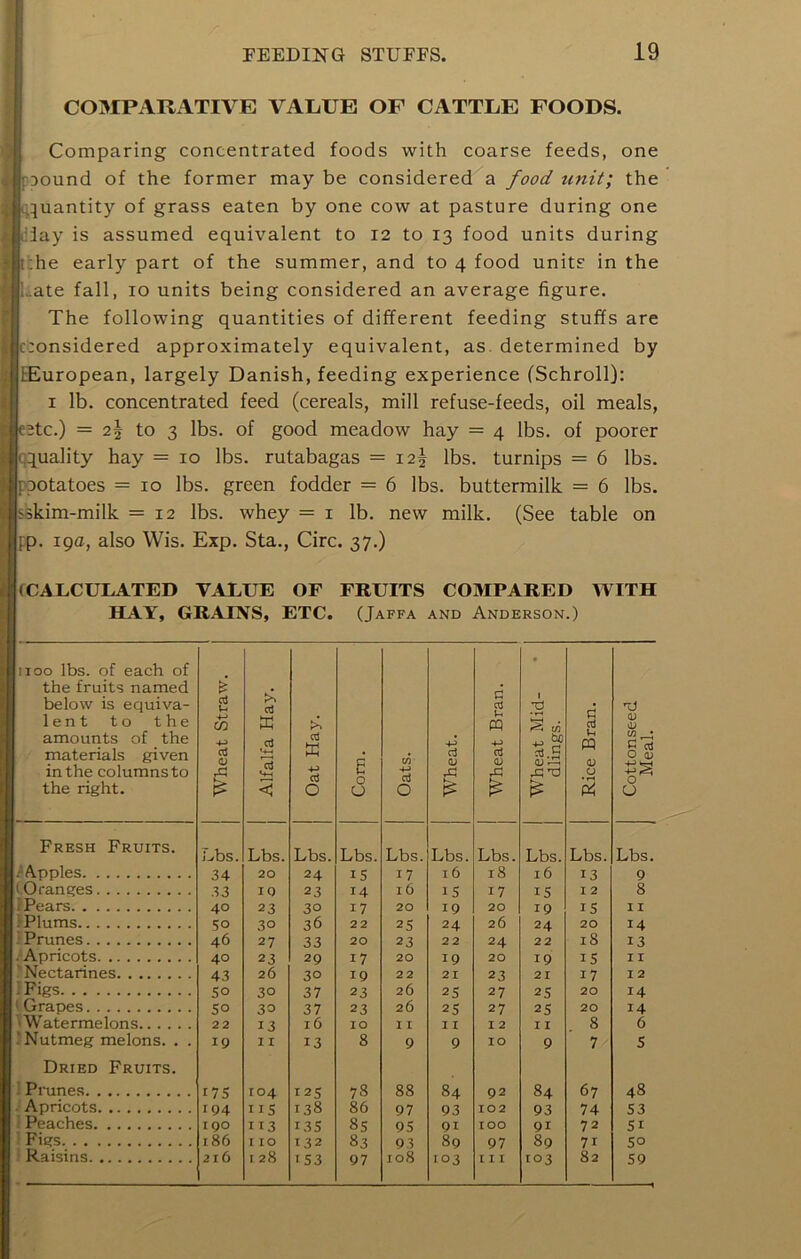 FEEDING STUFFS. 19
COMPARATIVE VALUE OF CATTLE FOODS.
Comparing concentrated foods with coarse feeds, one
pound of the former may be considered a food unit; the
quantity of grass eaten by one cow at pasture during one
day is assumed equivalent to 12 to 13 food units during
the early part of the summer, and to 4 food units in the
late fall, 10 units being considered an average figure.
The following quantities of different feeding stuffs are
considered approximately equivalent, as determined by
European, largely Danish, feeding experience (Schroll):
1 lb. concentrated feed (cereals, mill refuse-feeds, oil meals,
etc.) = 2½ to 3 lbs. of good meadow hay = 4 lbs. of poorer
quality hay = 10 lbs. rutabagas = 12½ lbs. turnips = 6 lbs.
potatoes = 10 lbs. green fodder = 6 lbs. buttermilk = 6 lbs.
skim-milk = 12 lbs. whey = 1 lb. new milk. (See table on
p. 19a, also Wis. Exp. Sta., Circ. 37.)
CALCULATED VALUE OF FRUITS COMPARED WITH
HAY, GRAINS, ETC. (Jaffa and Anderson.)
100 lbs. of each of
the fruits named
below is equiva-
lent to the
amounts of the
materials given
in the columns to
the right.
Wheat Straw.
Alfalfa Hay.
Oat Hay.
Corn.
Oats.
Wheat.
Wheat Bran.
Wheat Mid-
dlings.
Rice Bran.
Cottonseed
Meal.
Fresh Fruits. Lbs. Lbs. Lbs. Lbs. Lbs. Lbs. Lbs. Lbs. Lbs. Lbs.
Apples.......... 34 20 24 15 17 16 18 16 13 9
Oranges.......... 33 19 23 14 16 15 17 15 12 8
Pears.......... 40 23 30 17 20 19 20 19 15 11
Plums.......... 50 30 36 22 25 24 26 24 20 14
Prunes.......... 46 27 33 20 23 22 24 22 18 13
Apricots.......... 40 23 29 17 20 19 20 19 15 11
Nectarines........ 43 26 30 19 22 21 23 21 17 12
Figs.......... 50 30 37 23 26 25 27 25 20 14
Grapes.......... 50 30 37 23 26 25 27 25 20 14
Watermelons...... 22 13 16 10 11 11 12 11 8 6
Nutmeg melons. . . 19 11 13 8 9 9 10 9 7 5
Dried Fruits.
Prunes.......... 175 104 125 78 88 84 92 84 67 48
Apricots.......... 194 115 138 86 97 93 102 93 74 53
Peaches.......... 190 113 135 85 95 91 100 91 72 51
Figs.......... 186 110 132 83 93 89 97 89 71 50
Raisins.......... 216 128 153 97 108 103 111 103 82 59